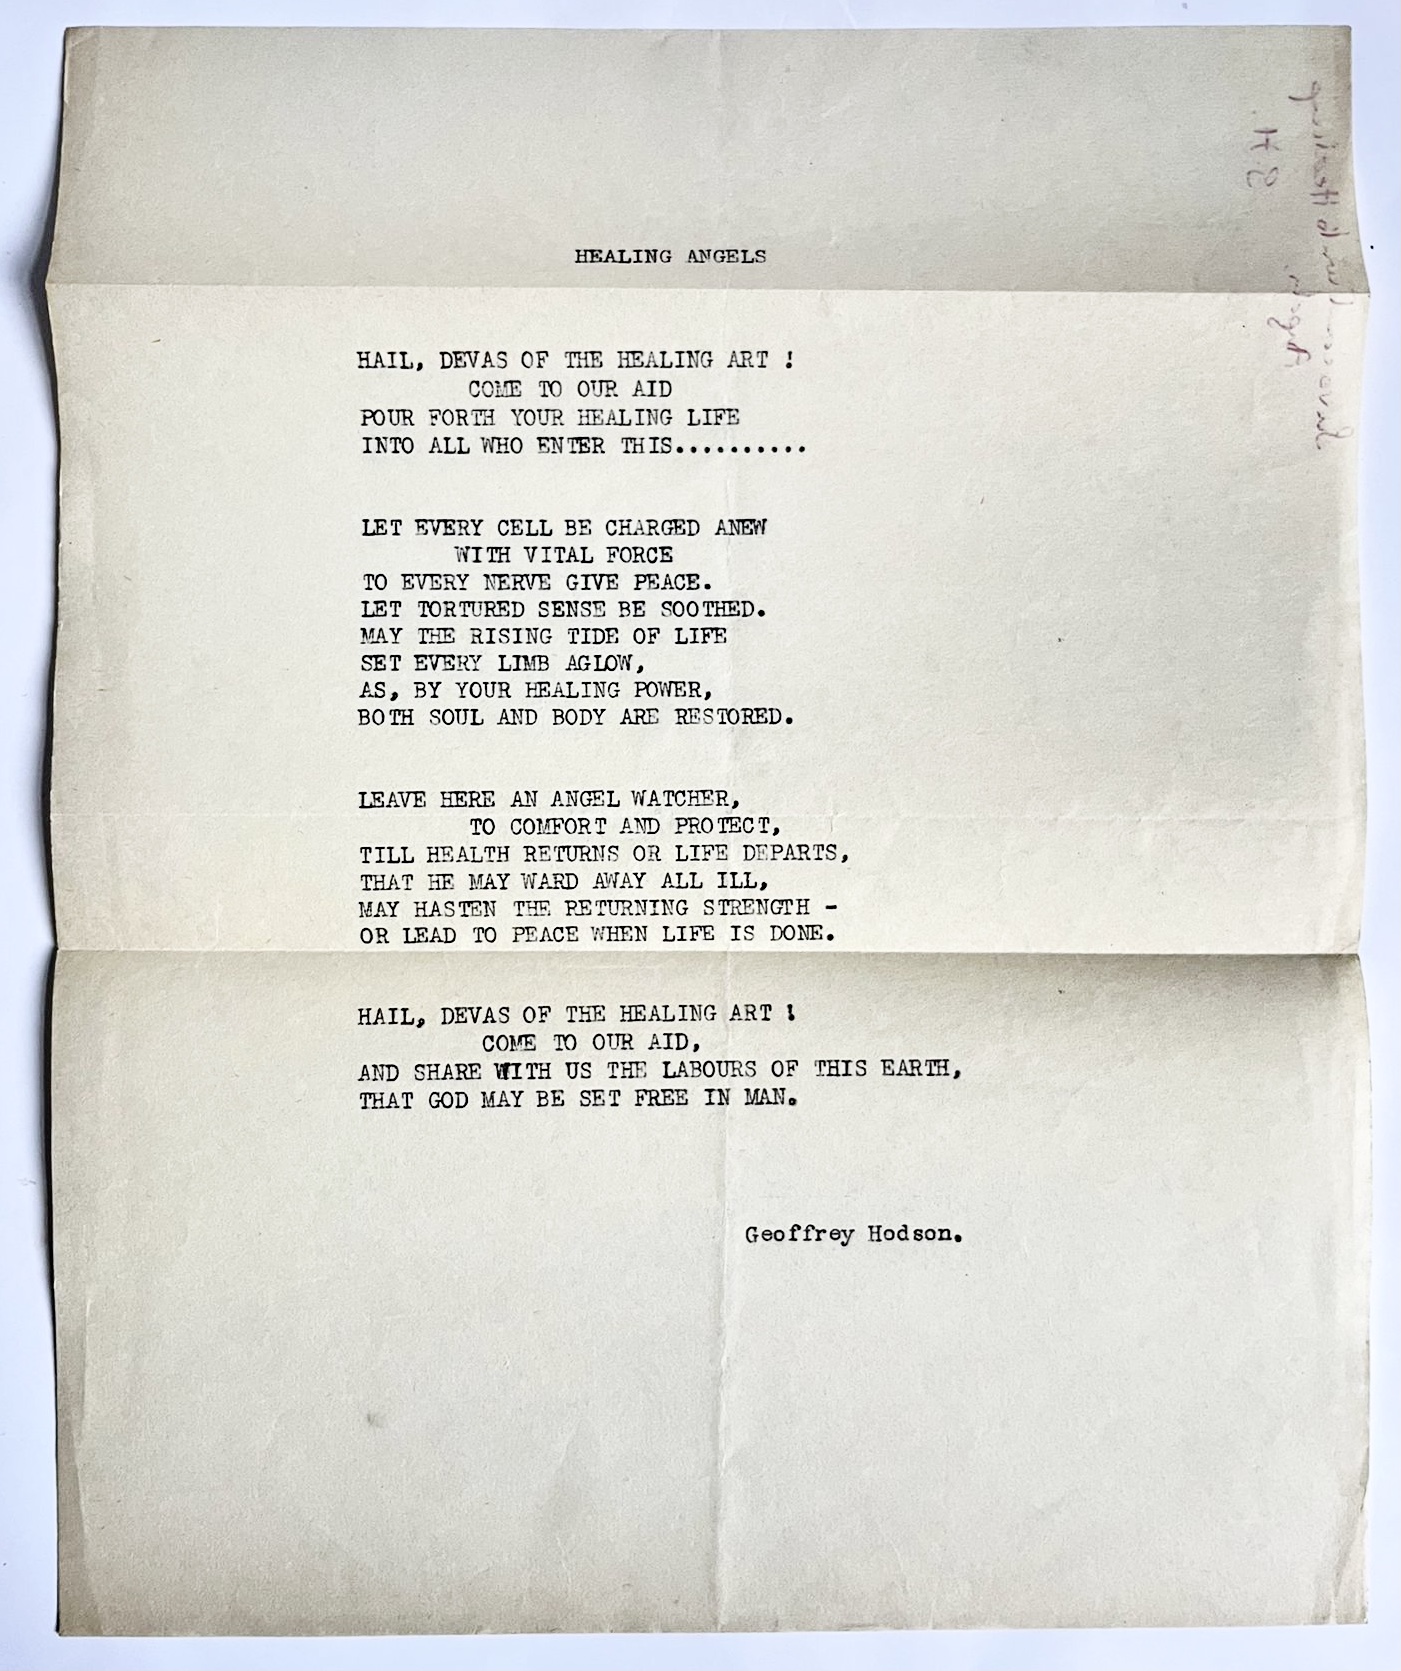 HEALING ANGELS
HAIL, DEVAS OF THE HEALING ART !
COME TO OUR AID
POUR FORTH YOUR HEALING LIFE
INTO ALL WHO ENTER THIS..........
LET EVERY CELL BE CHARGED ANEW
WITH VITAL FORCE
TO EVERY NERVE GIVE PEACE.
LET TORTURED SENSE BE SOOTHED.
MAY THE RISING TIDE OF LIFE
SET EVERY LIMB AGLOW,
AS, BY YOUR HEALING POWER,
BOTH SOUL AND BODY ARE RESTORED.
LEAVE HERE AN ANGEL WATCHER,
TO COMFORT AND PROTECT,
TILL HEALTH RETURNS OR LIFE DEPARTS,
THAT HE MAY WARD AWAY ALL ILL,
MAY HASTEN THE RETURNING STRENGTH -
OR LEAD TO PEACE WHEN LIFE IS DONE.
HAIL, DEVAS OF THE HEALING ART !
COME TO OUR AID,
AND SHARE WITH US THE LABOURS OF THIS EARTH,
THAT GOD MAY BE SET FREE IN MAN.
Geoffrey Hodson.